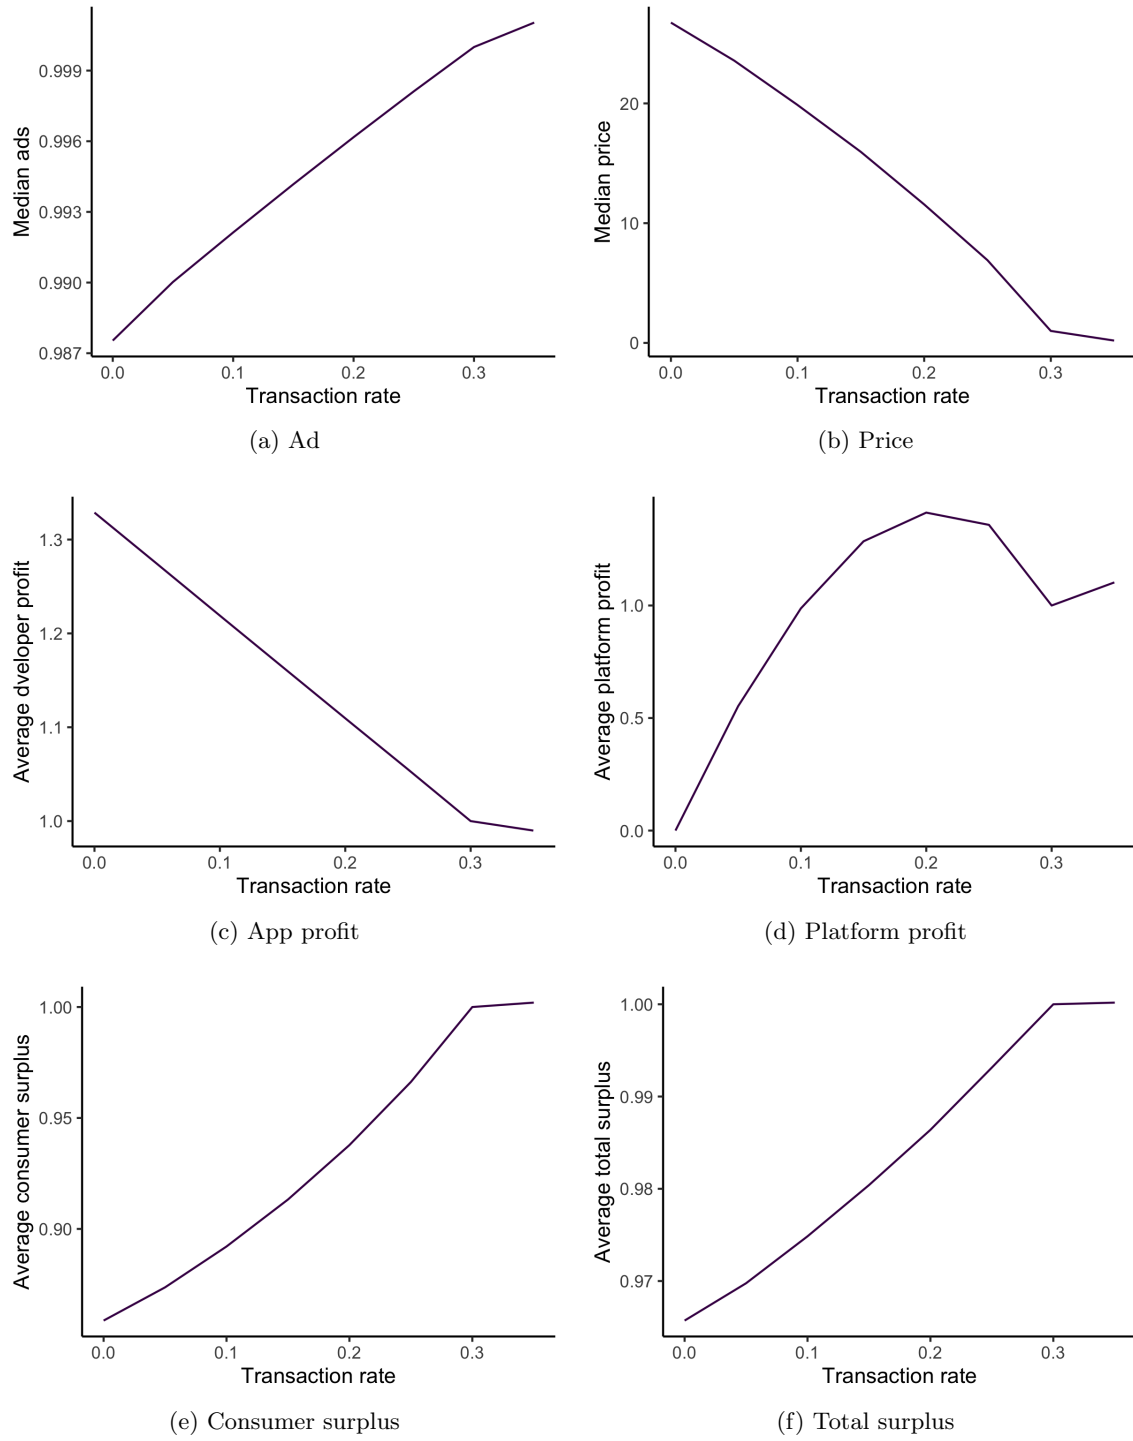 Median ads
0.999
0.996
0.993
0.990
0.987
0.0 0.1 0.2 0.3
Transaction rate
(a) Ad
Median price
20
10
0
0.0 0.1 0.2 0.3
Transaction rate
(b) Price
Average dveloper profit
1.3
1.2
1.1
1.0
0.0 0.1 0.2 0.3
Transaction rate
(c) App profit
Average platform profit
1.0
0.5
0.0
0.0 0.1 0.2 0.3
Transaction rate
(d) Platform profit
Average consumer surplus
1.00
0.95
0.90
0.0 0.1 0.2 0.3
Transaction rate
(e) Consumer surplus
Average total surplus
1.00
0.99
0.98
0.97
0.0 0.1 0.2 0.3
Transaction rate
(f) Total surplus